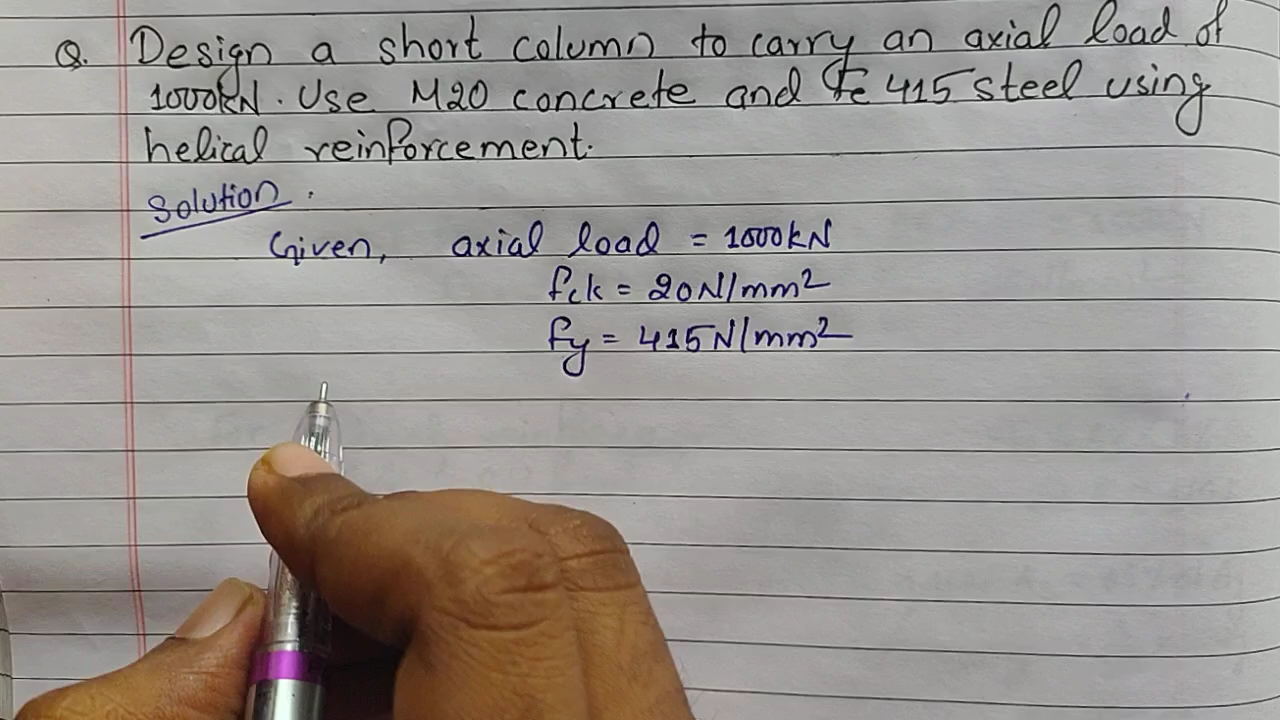 Q. Design a short column to carry an axial load of
1000kN. Use M20 concrete and Fe 415 steel using
helical reinforcement.
Solution.
Given, axial load = 1000kN
fck = 20N/mm²
fy = 415N/mm²